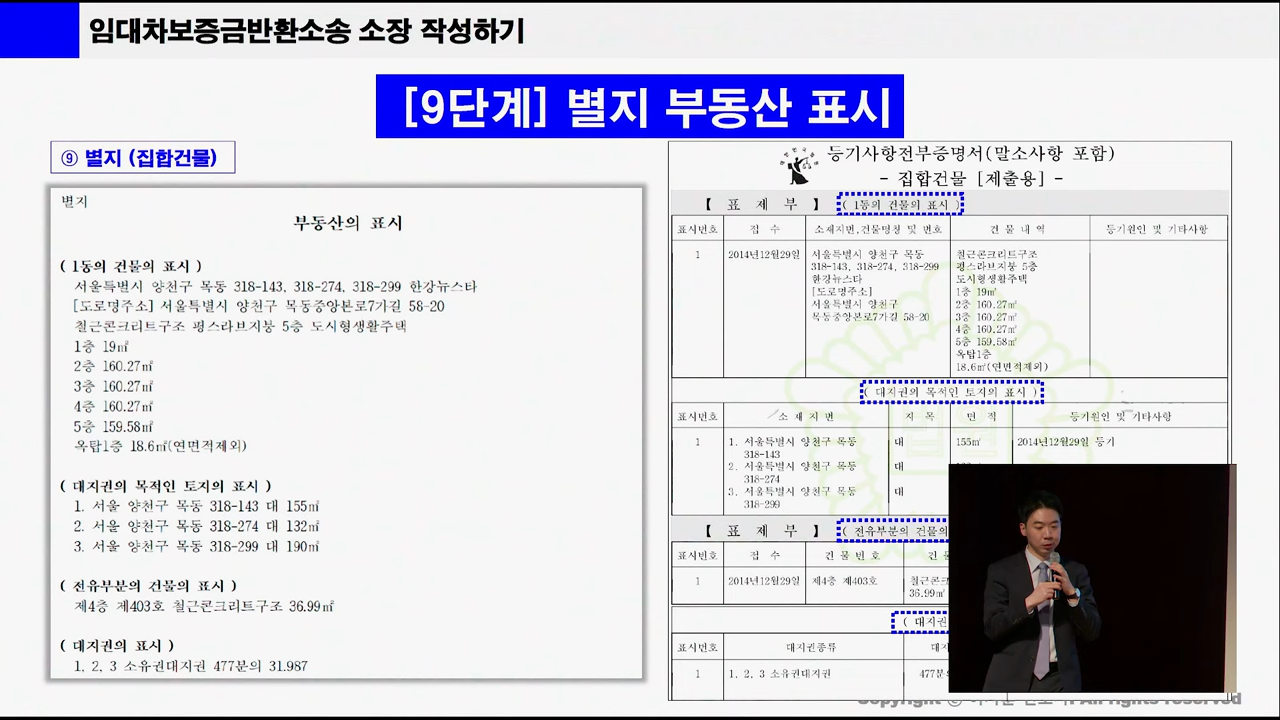 임대차보증금반환소송 소장 작성하기
[9단계] 별지 부동산 표시
⑨ 별지 (집합건물)
별지
부동산의 표시
( 1동의 건물의 표시 )
서울특별시 양천구 목동 318-143, 318-274, 318-299 한강뉴스타
[도로명주소] 서울특별시 양천구 목동중앙본로7가길 58-20
철근콘크리트구조 평스라브지붕 5층 도시형생활주택
1층 19㎡
2층 160.27㎡
3층 160.27㎡
4층 160.27㎡
5층 159.58㎡
옥탑1층 18.6㎡(연면적제외)
( 대지권의 목적인 토지의 표시 )
1. 서울 양천구 목동 318-143 대 155㎡
2. 서울 양천구 목동 318-274 대 132㎡
3. 서울 양천구 목동 318-299 대 190㎡
( 전유부분의 건물의 표시 )
제4층 제403호 철근콘크리트구조 36.99㎡
( 대지권의 표시 )
1, 2, 3 소유권대지권 477분의 31.987
등기사항전부증명서(말소사항 포함)
- 집합건물 [제출용] -
【 표 제 부 】 ( 1동의 건물의 표시 )
표시번호 접 수 소재지번,건물명칭 및 번호 건 물 내 역 등기원인 및 기타사항
1 2014년12월29일 서울특별시 양천구 목동 철근콘크리트구조
318-143, 318-274, 318-299 평스라브지붕 5층
한강뉴스타 도시형생활주택
[도로명주소] 1층 19㎡
서울특별시 양천구 2층 160.27㎡
목동중앙본로7가길 58-20 3층 160.27㎡
4층 160.27㎡
5층 159.58㎡
옥탑1층
18.6㎡(연면적제외)
( 대지권의 목적인 토지의 표시 )
표시번호 소 재 지 번 지 목 면 적 등기원인 및 기타사항
1 1. 서울특별시 양천구 목동 대 155㎡ 2014년12월29일 등기
318-143
2. 서울특별시 양천구 목동 대
318-274
3. 서울특별시 양천구 목동 대
318-299
【 표 제 부 】 ( 전유부분의 건물의
표시번호 접 수 건 물 번 호 건 물
1 2014년12월29일 제4층 제403호 철근콘
36.99㎡
( 대지권
표시번호 대지권종류 대지
1 1, 2, 3 소유권대지권 477분
All rights reserved